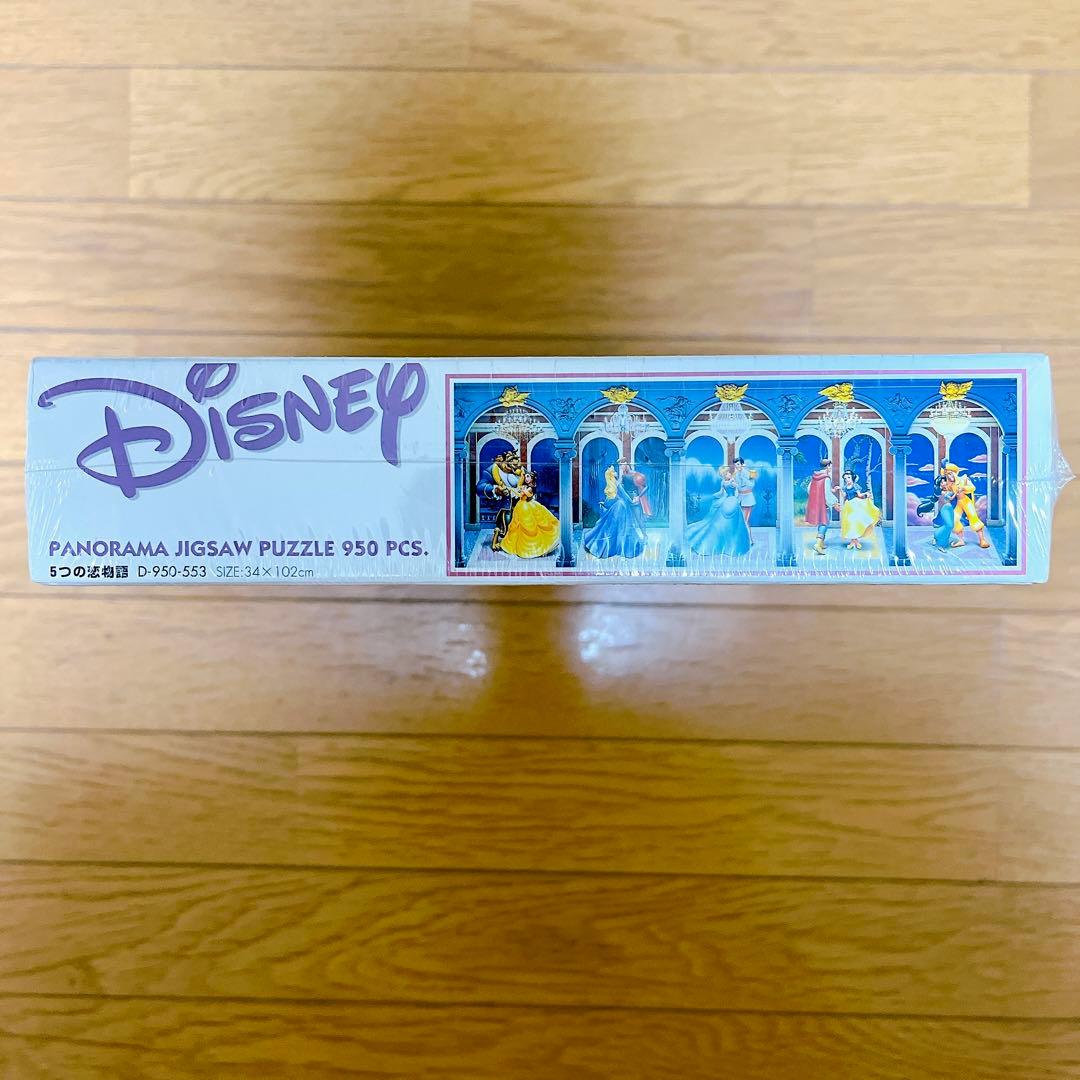 DISNEY
PANORAMA JIGSAW PUZZLE 950 PCS.
5つの恋物語 D-950-553 SIZE:34×102cm